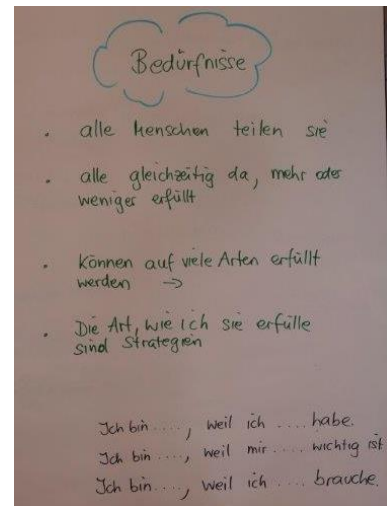 Bedürfnisse
· alle Menschen teilen sie
· alle gleichzeitig da, mehr oder
weniger erfüllt
· Können auf viele Arten erfüllt
werden →
· Die Art, wie ich sie erfülle
sind Strategien
Ich bin ...., weil ich .... habe.
Ich bin ...., weil mir .... wichtig ist
Ich bin ...., weil ich .... brauche.